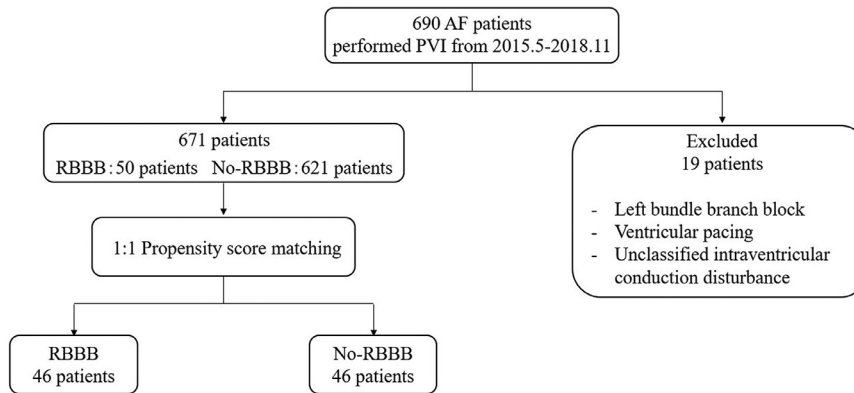 690 AF patients
performed PVI from 2015.5-2018.11
671 patients
RBBB：50 patients No-RBBB：621 patients
Excluded
19 patients
- Left bundle branch block
- Ventricular pacing
- Unclassified intraventricular
conduction disturbance
1:1 Propensity score matching
RBBB
46 patients
No-RBBB
46 patients